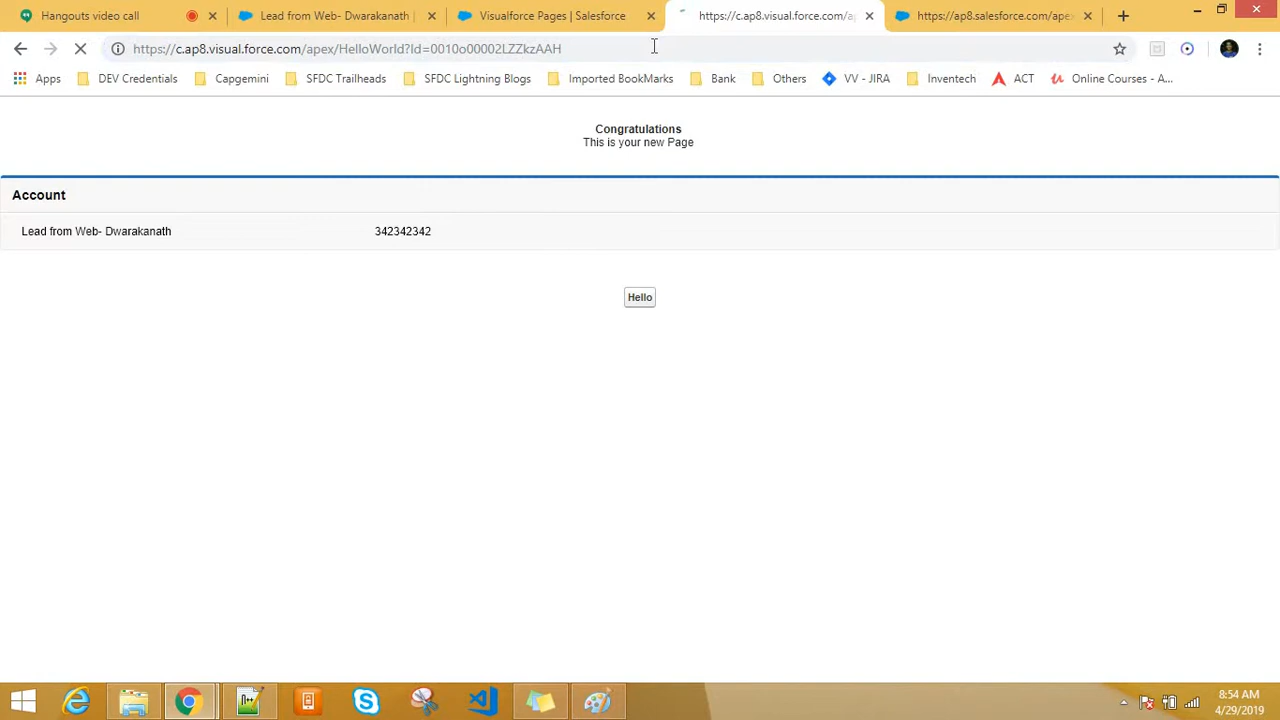 Hangouts video call
Lead from Web- Dwarakanath |
Visualforce Pages | Salesforce
https://c.ap8.visual.force.com/ap
https://ap8.salesforce.com/apex
https://c.ap8.visual.force.com/apex/HelloWorld?Id=0010o00002LZZkzAAH
Apps
DEV Credentials
Capgemini
SFDC Trailheads
SFDC Lightning Blogs
Imported BookMarks
Bank
Others
VV - JIRA
Inventech
ACT
Online Courses - A...
Congratulations
This is your new Page
Account
Lead from Web- Dwarakanath 342342342
Hello
8:54 AM
4/29/2019